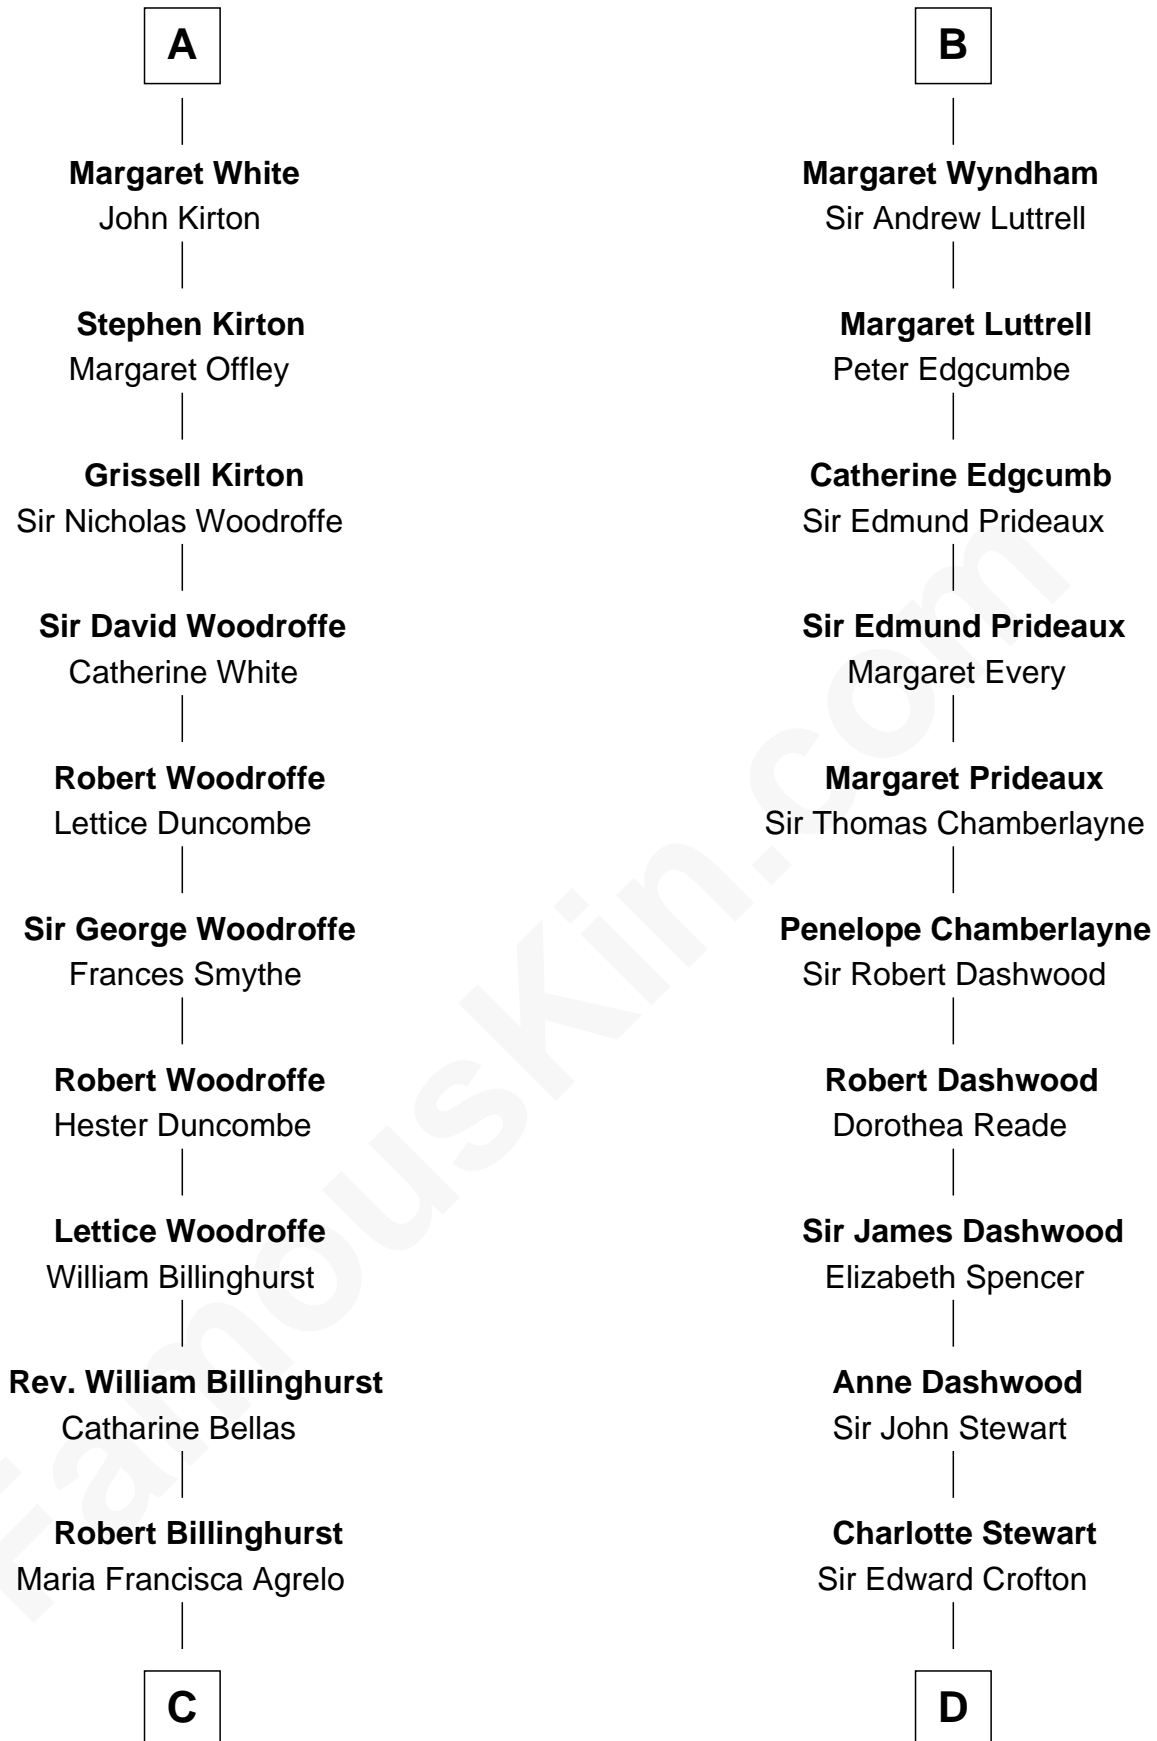 A
Margaret White
John Kirton
Stephen Kirton
Margaret Offley
Grissell Kirton
Sir Nicholas Woodroffe
Sir David Woodroffe
Catherine White
Robert Woodroffe
Lettice Duncombe
Sir George Woodroffe
Frances Smythe
Robert Woodroffe
Hester Duncombe
Lettice Woodroffe
William Billinghurst
Rev. William Billinghurst
Catharine Bellas
Robert Billinghurst
Maria Francisca Agrelo
C
B
Margaret Wyndham
Sir Andrew Luttrell
Margaret Luttrell
Peter Edgcumbe
Catherine Edgcumb
Sir Edmund Prideaux
Sir Edmund Prideaux
Margaret Every
Margaret Prideaux
Sir Thomas Chamberlayne
Penelope Chamberlayne
Sir Robert Dashwood
Robert Dashwood
Dorothea Reade
Sir James Dashwood
Elizabeth Spencer
Anne Dashwood
Sir John Stewart
Charlotte Stewart
Sir Edward Crofton
D
FamousKin.com